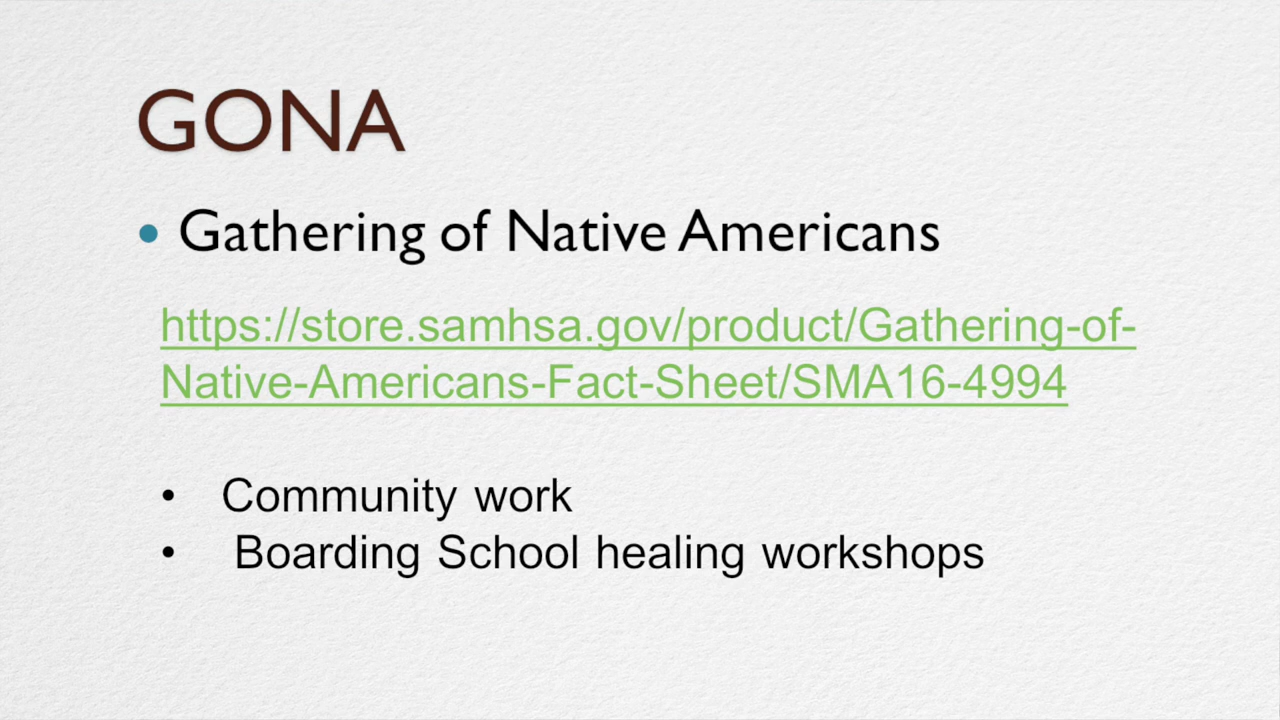 GONA
• Gathering of Native Americans
https://store.samhsa.gov/product/Gathering-of-
Native-Americans-Fact-Sheet/SMA16-4994
• Community work
• Boarding School healing workshops